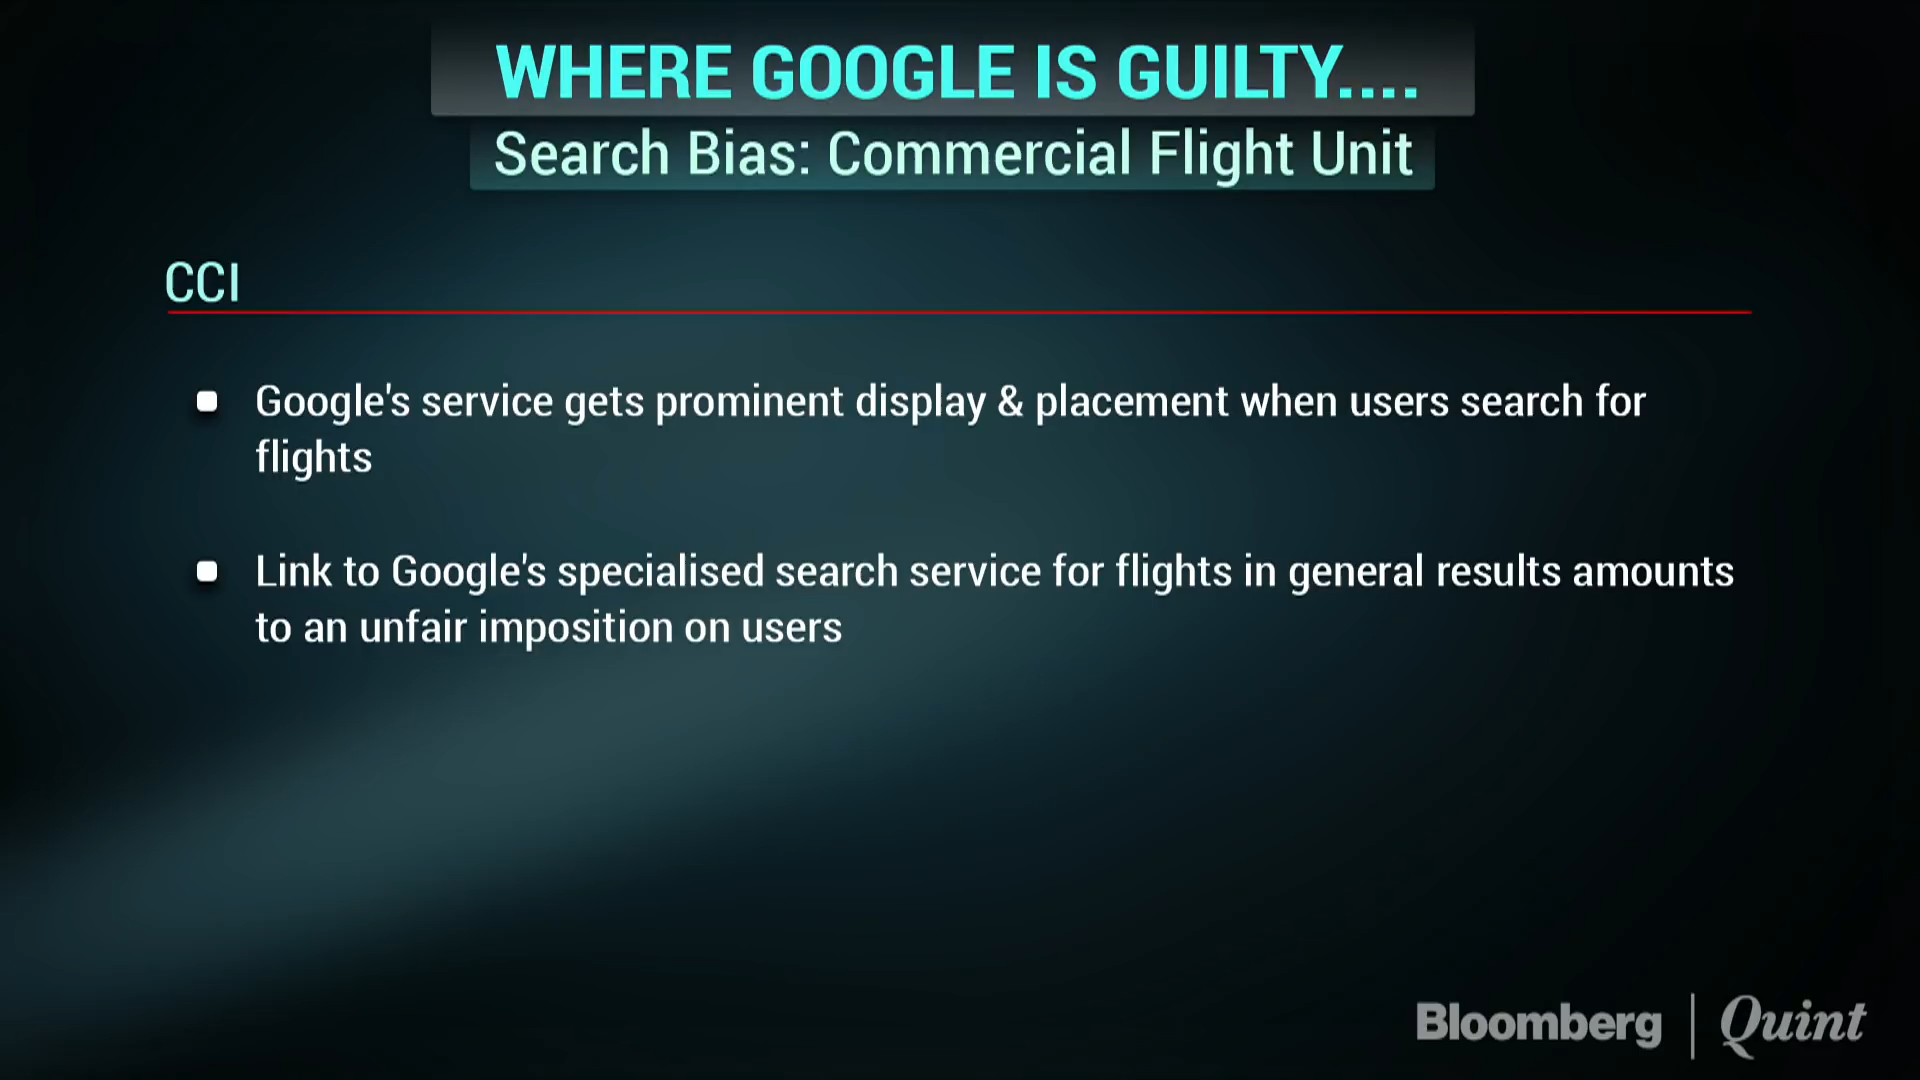 WHERE GOOGLE IS GUILTY....
Search Bias: Commercial Flight Unit
CCI
Google's service gets prominent display & placement when users search for
flights
Link to Google's specialised search service for flights in general results amounts
to an unfair imposition on users
Bloomberg | Quint